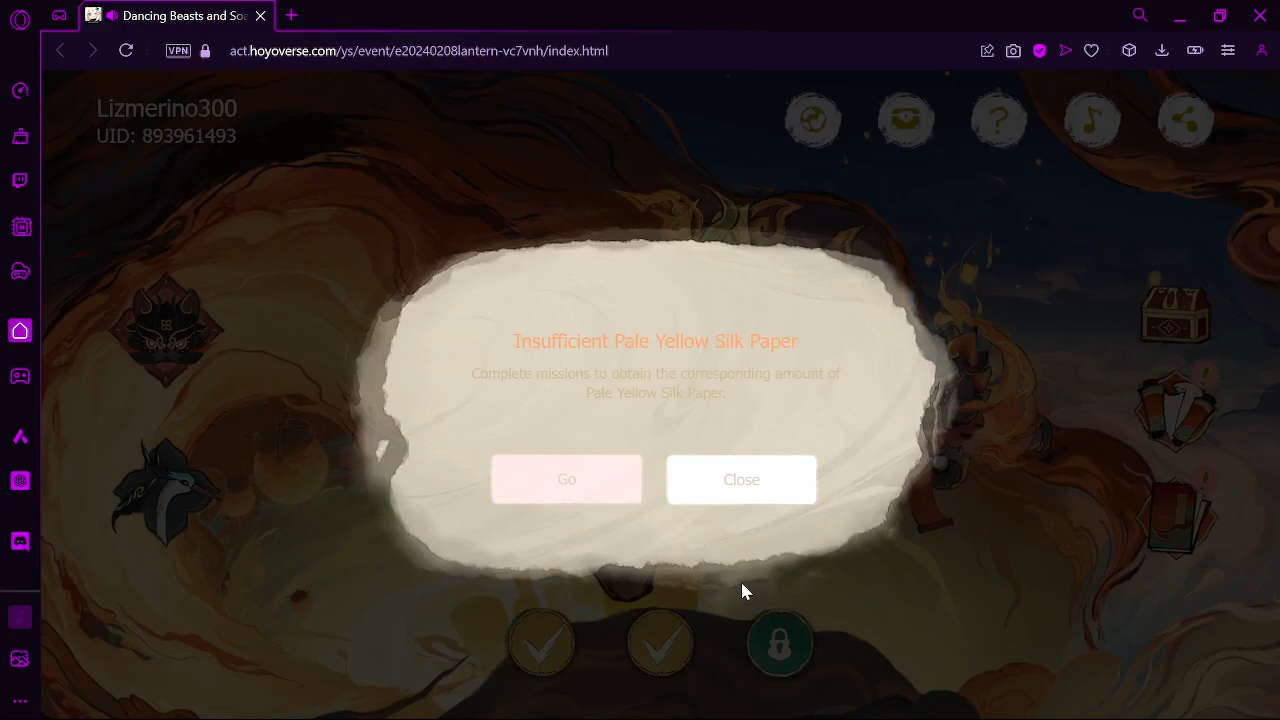 Dancing Beasts and Soa
VPN
act.hoyoverse.com/ys/event/e20240208lantern-vc7vnh/index.html
Lizmerino300
UID: 893961493
Insufficient Pale Yellow Silk Paper
Complete missions to obtain the corresponding amount of
Pale Yellow Silk Paper.
Go
Close